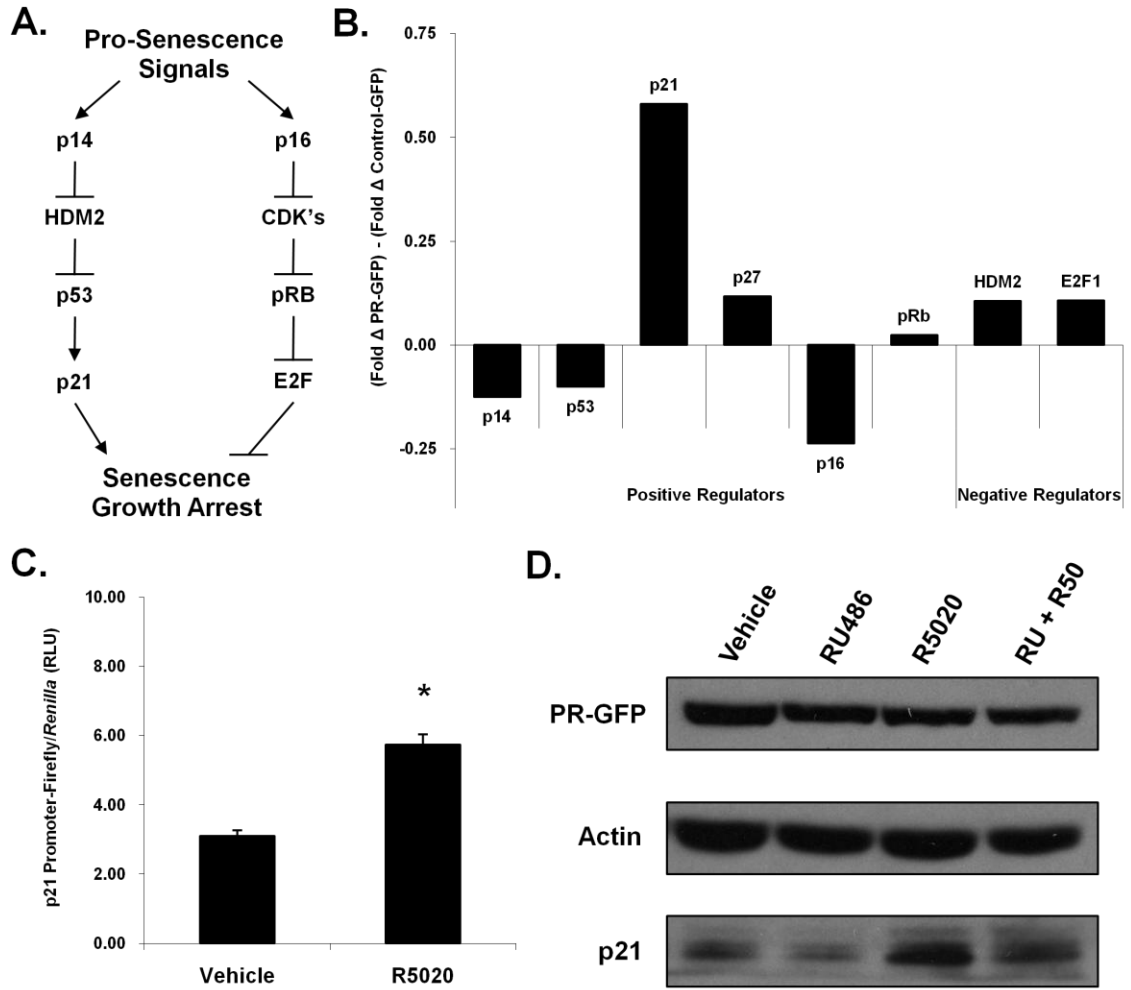 A.
Pro-Senescence
Signals
p14
p16
HDM2
CDK's
p53
pRB
p21
E2F
Senescence
Growth Arrest
B.
(Fold Δ PR-GFP) - (Fold Δ Control-GFP)
0.75
0.50
0.25
0.00
-0.25
p14
p53
p21
p27
p16
pRb
HDM2
E2F1
Positive Regulators
Negative Regulators
C.
p21 Promoter-Firefly/Renilla (RLU)
10.00
8.00
6.00
4.00
2.00
0.00
*
Vehicle
R5020
D.
Vehicle
RU486
R5020
RU + R50
PR-GFP
Actin
p21